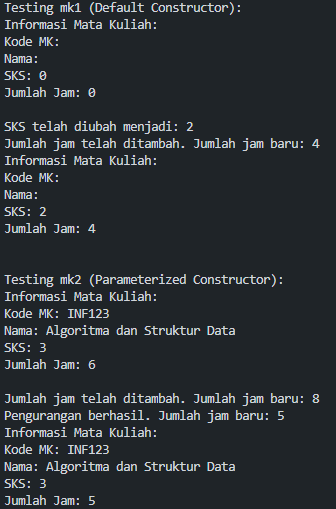 Testing mk1 (Default Constructor):
Informasi Mata Kuliah:
Kode MK:
Nama:
SKS: 0
Jumlah Jam: 0
SKS telah diubah menjadi: 2
Jumlah jam telah ditambah. Jumlah jam baru: 4
Informasi Mata Kuliah:
Kode MK:
Nama:
SKS: 2
Jumlah Jam: 4
Testing mk2 (Parameterized Constructor):
Informasi Mata Kuliah:
Kode MK: INF123
Nama: Algoritma dan Struktur Data
SKS: 3
Jumlah Jam: 6
Jumlah jam telah ditambah. Jumlah jam baru: 8
Pengurangan berhasil. Jumlah jam baru: 5
Informasi Mata Kuliah:
Kode MK: INF123
Nama: Algoritma dan Struktur Data
SKS: 3
Jumlah Jam: 5